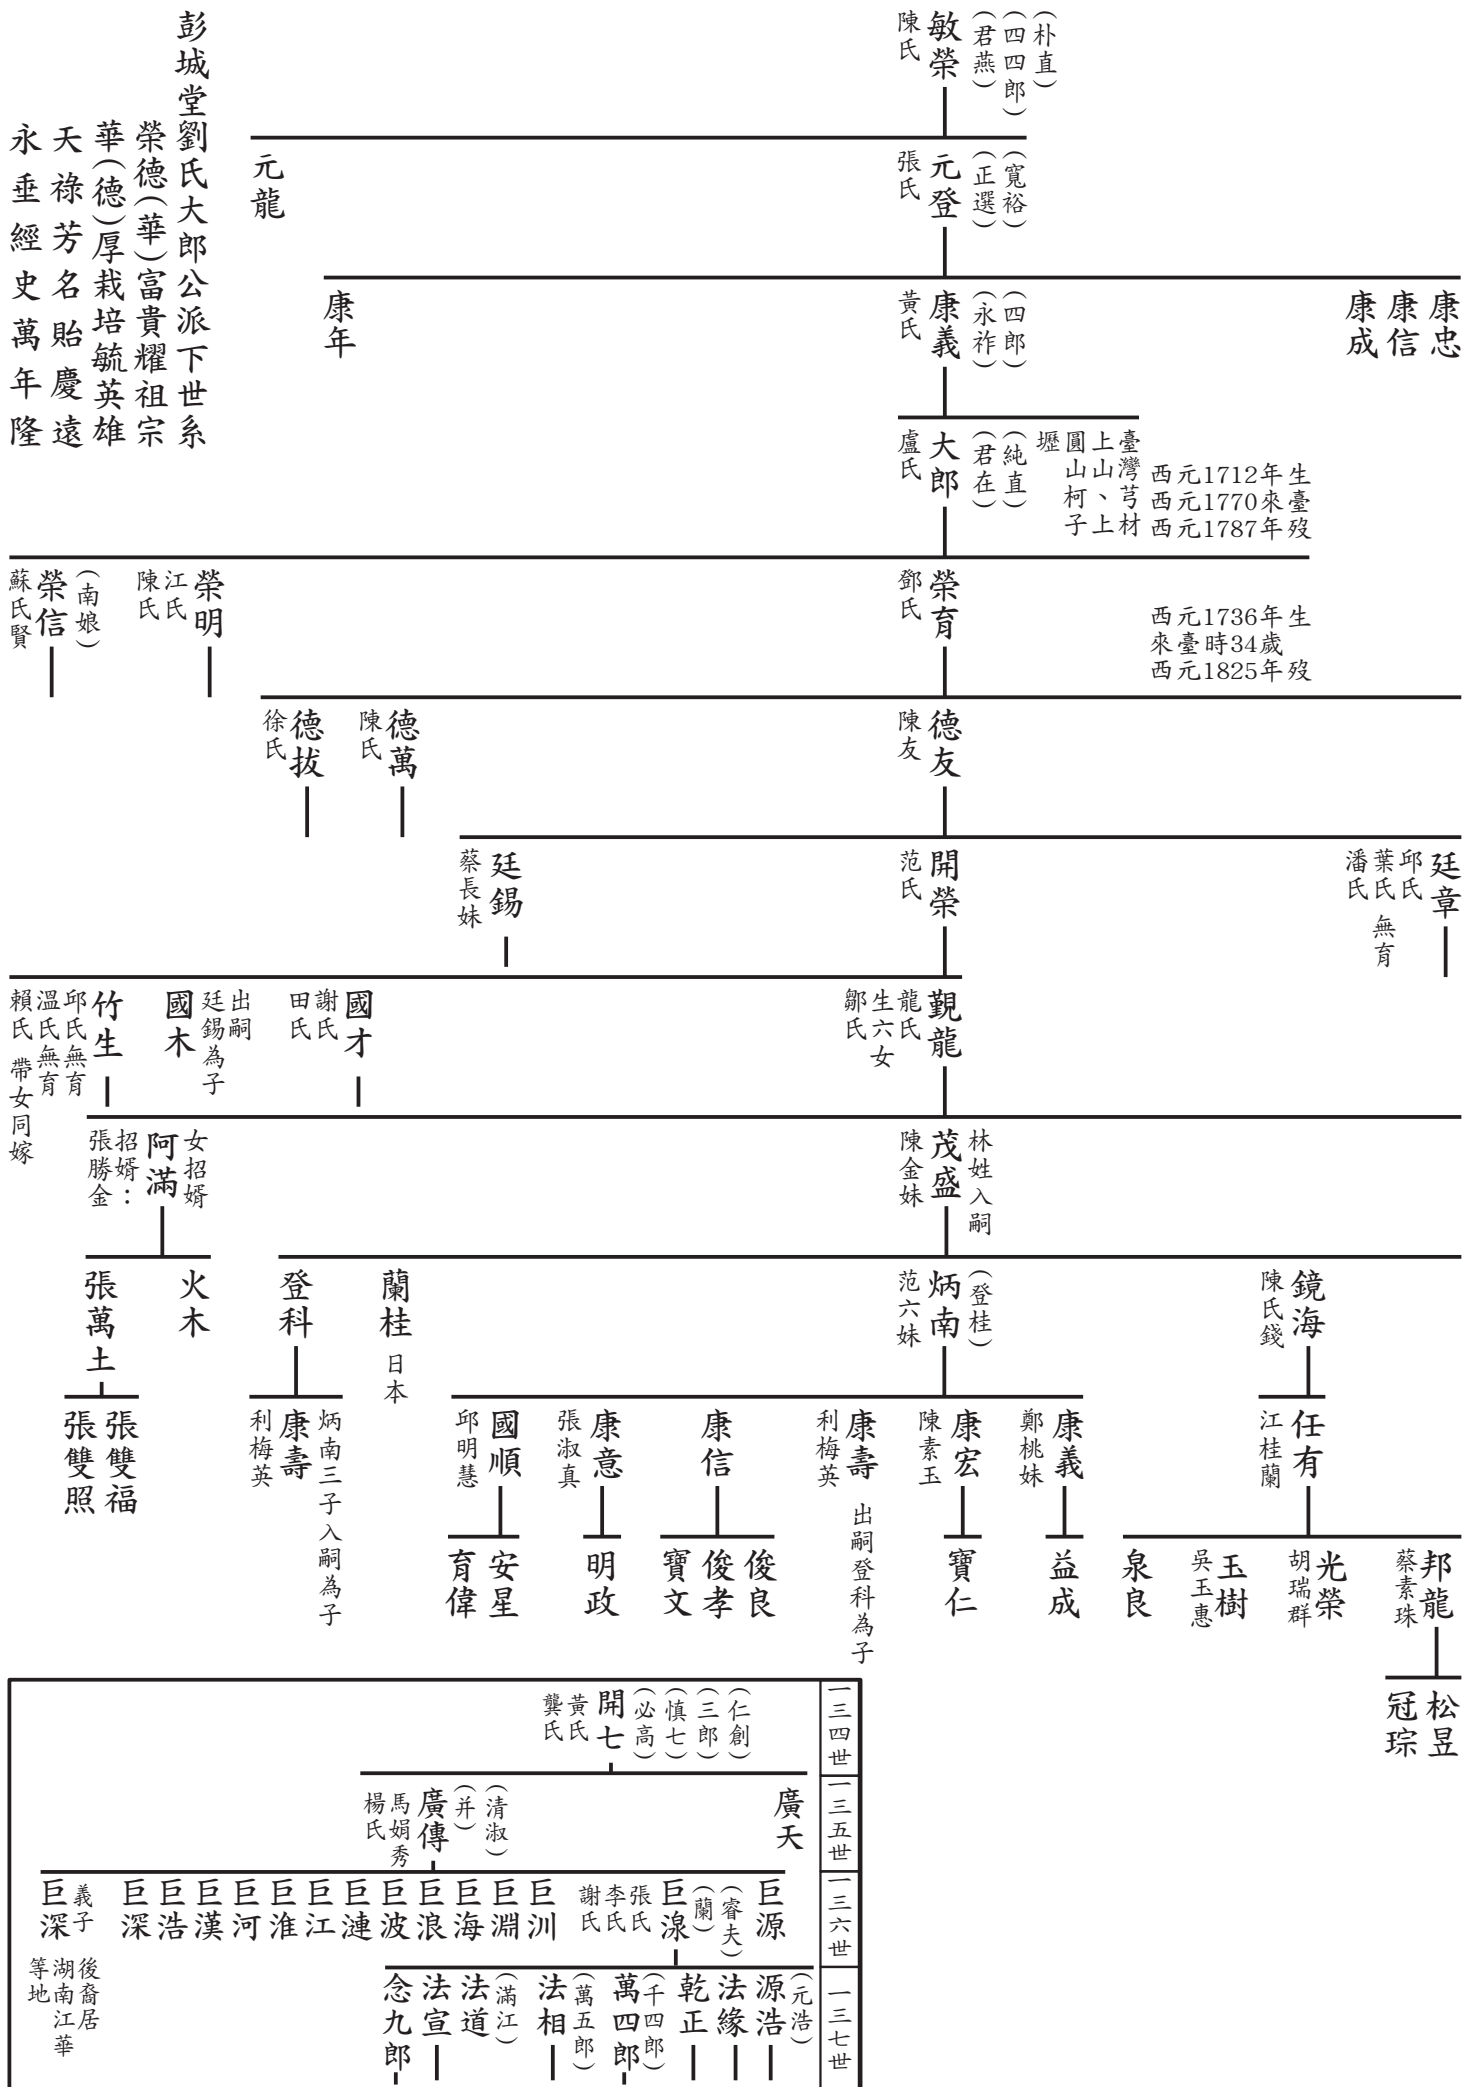 彭城堂劉氏大郎公派下世系
榮德(華)富貴耀祖宗
華(德)厚栽培毓英雄
天祿芳名貽慶遠
永垂經史萬年隆
(朴直)
(四四郎)
(君燕)
敏榮
陳氏
(寬裕)
(正選)
元登
張氏
元龍
康忠
康信
康成
(四郎)
(永祚)
康義
黃氏
康年
西元1712年生
西元1770來臺
西元1787年歿
臺灣芎材
上山、上
圓山柯子
壢
(純直)
(君在)
大郎
盧氏
西元1736年生
來臺時34歲
西元1825年歿
榮育
鄧氏
榮明
江氏
陳氏
(南娘)
榮信
蘇氏賢
德友
陳友
德萬
陳氏
德拔
徐氏
廷章
邱氏
葉氏 無育
潘氏
開榮
范氏
廷錫
蔡長妹
覲龍
龍氏
生六女
鄒氏
國才
謝氏
田氏
出嗣
廷錫為子
國木
竹生
邱氏無育
溫氏無育
賴氏 帶女同嫁
林姓入嗣
茂盛
陳金妹
女招婿
阿滿
招婿：
張勝金
鏡海
陳氏錢
(登桂)
炳南
范六妹
蘭桂 日本
登科
火木
張萬土
任有
江桂蘭
康義
鄭桃妹
康宏
陳素玉
康壽 出嗣登科為子
利梅英
康信
康意
張淑真
國順
邱明慧
炳南三子入嗣為子
康壽
利梅英
張雙福
張雙照
邦龍
蔡素珠
光榮
胡瑞群
玉樹
吳玉惠
泉良
益成
寶仁
俊良
俊孝
寶文
明政
安星
育偉
松昱
冠琮
一三四世
(仁創)
(三郎)
(慎七)
(必高)
開七
黃氏
龔氏
一三五世
廣天
(清淑)
(并)
廣傳
馬娟秀
楊氏
一三六世
巨源
(睿夫)
(蘭)
巨湶
張氏
李氏
謝氏
巨汌
巨淵
巨海
巨浪
巨波
巨漣
巨江
巨淮
巨河
巨漢
巨浩
巨深
義子
巨深
後裔居
湖南江華
等地
一三七世
(元浩)
源浩
法緣
乾正
(千四郎)
萬四郎
(萬五郎)
法相
(滿江)
法道
法宣
念九郎